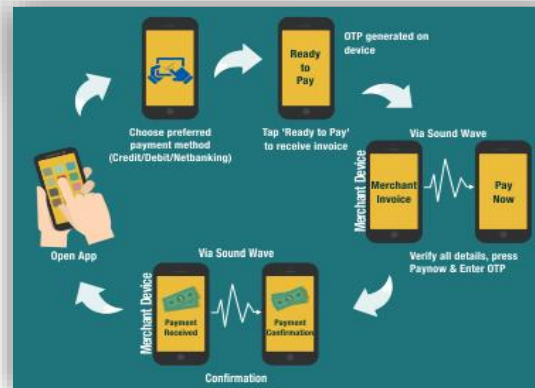 Open App
Choose preferred
payment method
(Credit/Debit/Netbanking)
Ready
to
Pay
Tap 'Ready to Pay'
to receive invoice
OTP generated on
device
Via Sound Wave
Merchant Device
Merchant
Invoice
Pay
Now
Verify all details, press
Paynow & Enter OTP
Via Sound Wave
Merchant Device
Payment
Received
Payment
Confirmation
Confirmation